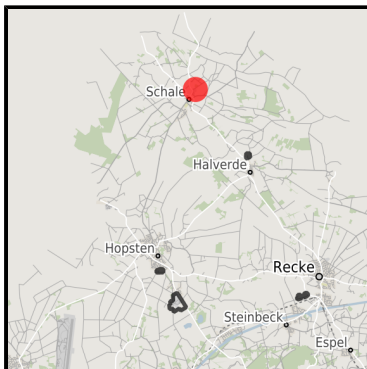 Schale
Halverde
Hopsten
Recke
Steinbeck
Espel